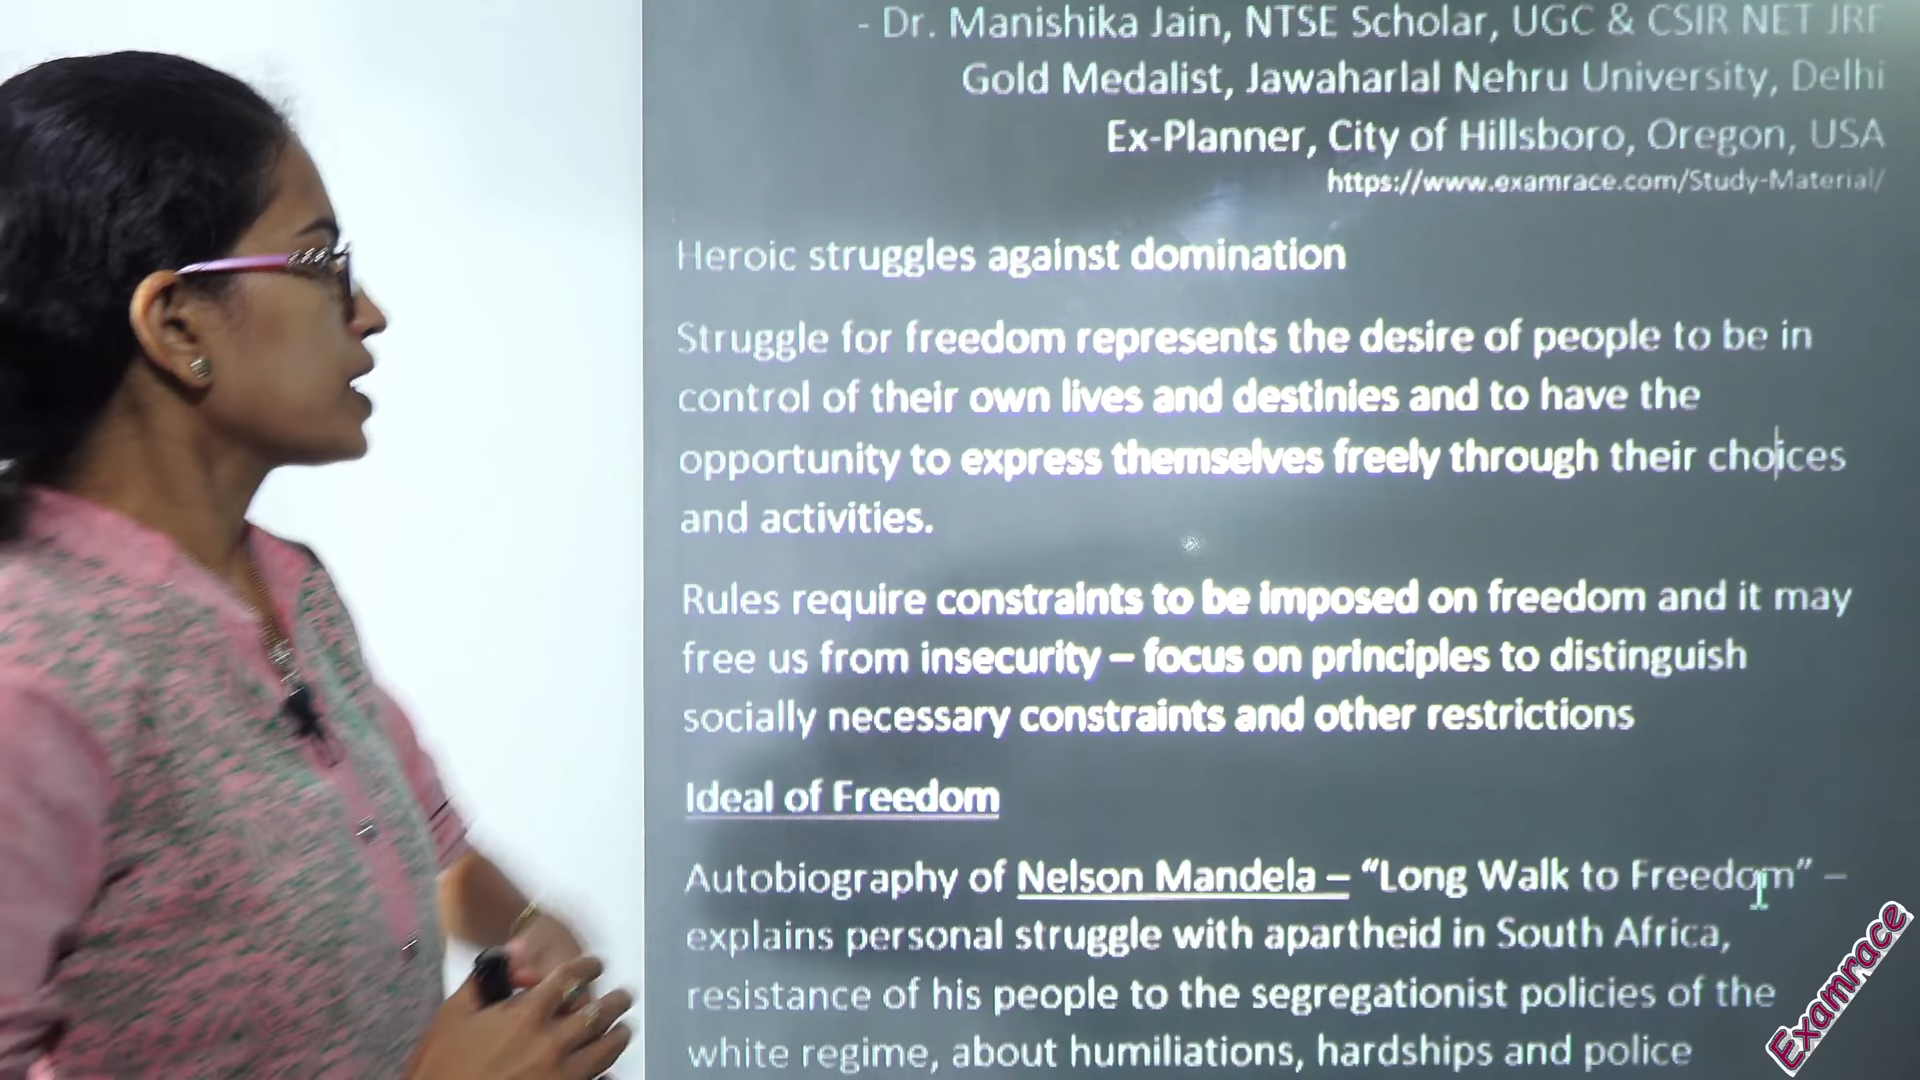 - Dr. Manishika Jain, NTSE Scholar, UGC & CSIR NET JRF
Gold Medalist, Jawaharlal Nehru University, Delhi
Ex-Planner, City of Hillsboro, Oregon, USA
https://www.examrace.com/Study-Material/
Heroic struggles against domination
Struggle for freedom represents the desire of people to be in
control of their own lives and destinies and to have the
opportunity to express themselves freely through their choices
and activities.
Rules require constraints to be imposed on freedom and it may
free us from insecurity – focus on principles to distinguish
socially necessary constraints and other restrictions
Ideal of Freedom
Autobiography of Nelson Mandela – “Long Walk to Freedom” –
explains personal struggle with apartheid in South Africa,
resistance of his people to the segregationist policies of the
white regime, about humiliations, hardships and police
Examrace